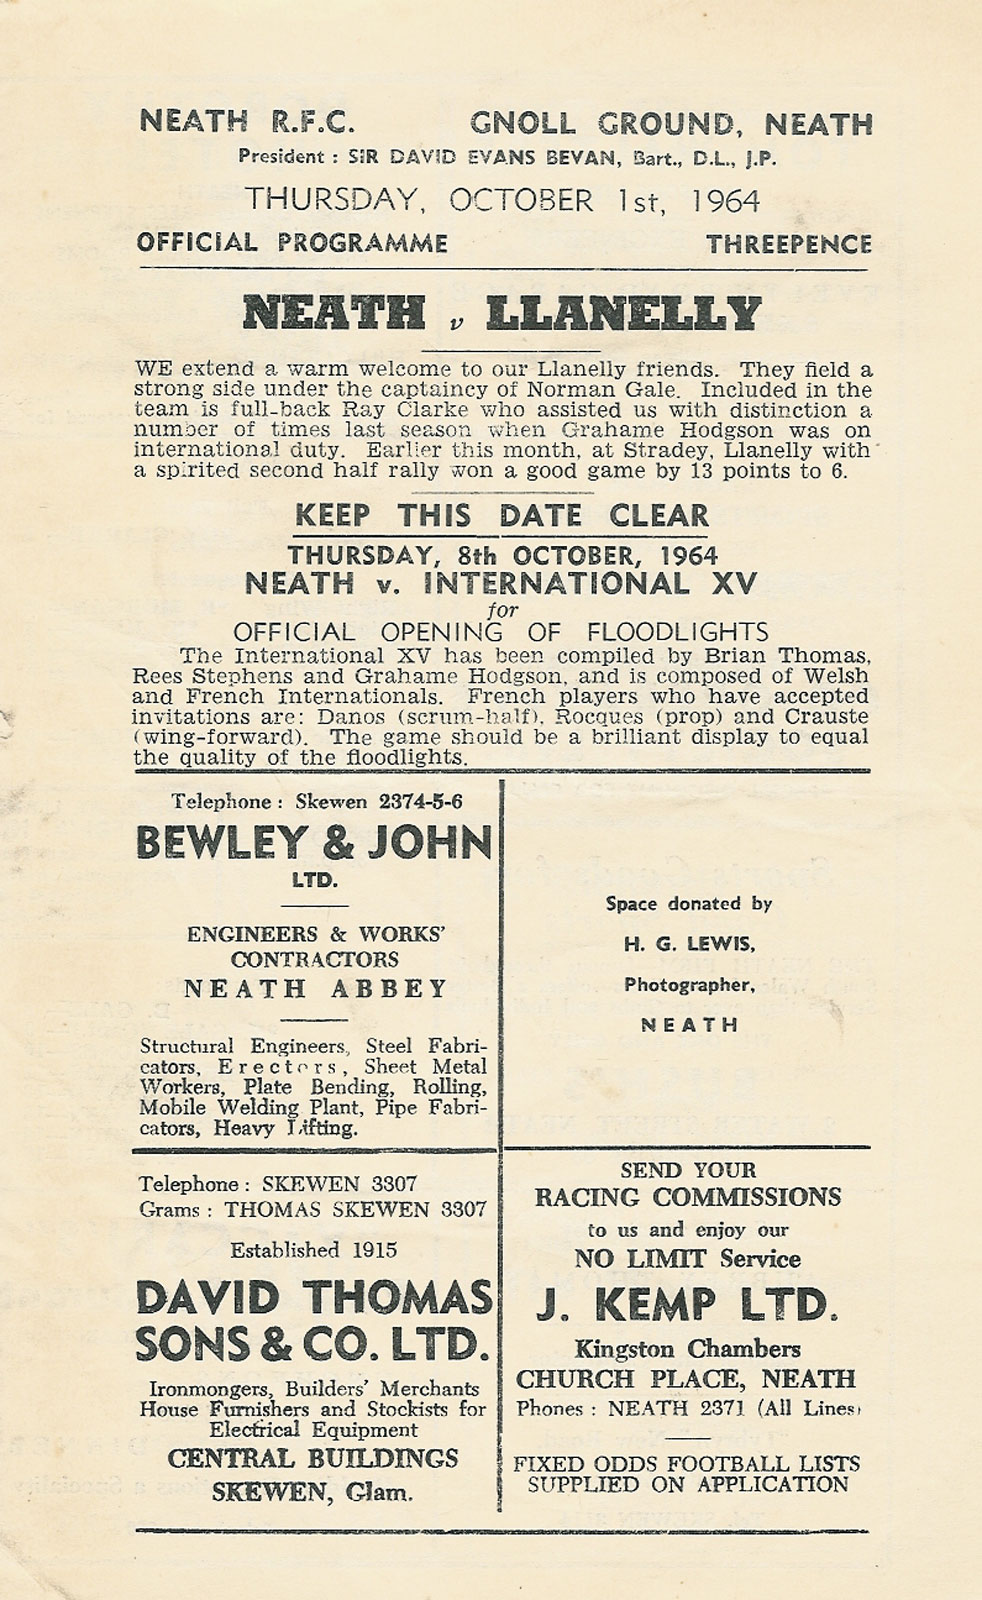 NEATH R.F.C. GNOLL GROUND, NEATH
President : SIR DAVID EVANS BEVAN, Bart., D.L., J.P.
THURSDAY, OCTOBER 1st, 1964
OFFICIAL PROGRAMME THREEPENCE
NEATH v LLANELLY
WE extend a warm welcome to our Llanelly friends. They field a
strong side under the captaincy of Norman Gale. Included in the
team is full-back Ray Clarke who assisted us with distinction a
number of times last season when Grahame Hodgson was on
international duty. Earlier this month, at Stradey, Llanelly with
a spirited second half rally won a good game by 13 points to 6.
KEEP THIS DATE CLEAR
THURSDAY, 8th OCTOBER, 1964
NEATH v. INTERNATIONAL XV
for
OFFICIAL OPENING OF FLOODLIGHTS
The International XV has been compiled by Brian Thomas,
Rees Stephens and Grahame Hodgson, and is composed of Welsh
and French Internationals. French players who have accepted
invitations are: Danos (scrum-half), Rocques (prop) and Crauste
(wing-forward). The game should be a brilliant display to equal
the quality of the floodlights.
Telephone : Skewen 2374-5-6
BEWLEY & JOHN
LTD.
ENGINEERS & WORKS'
CONTRACTORS
NEATH ABBEY
Structural Engineers, Steel Fabri-
cators, Erectors, Sheet Metal
Workers, Plate Bending, Rolling,
Mobile Welding Plant, Pipe Fabri-
cators, Heavy Lifting.
Space donated by
H. G. LEWIS,
Photographer,
NEATH
Telephone : SKEWEN 3307
Grams : THOMAS SKEWEN 3307
Established 1915
DAVID THOMAS
SONS & CO. LTD.
Ironmongers, Builders' Merchants
House Furnishers and Stockists for
Electrical Equipment
CENTRAL BUILDINGS
SKEWEN, Glam.
SEND YOUR
RACING COMMISSIONS
to us and enjoy our
NO LIMIT Service
J. KEMP LTD.
Kingston Chambers
CHURCH PLACE, NEATH
Phones : NEATH 2371 (All Lines)
FIXED ODDS FOOTBALL LISTS
SUPPLIED ON APPLICATION